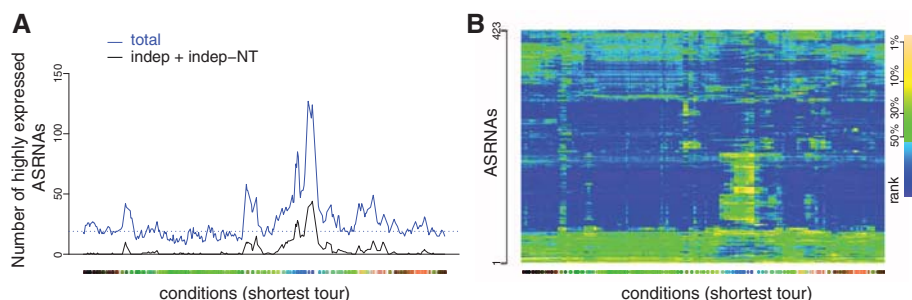 A
total
indep + indep−NT
Number of highly expressed
ASRNAs
150
100
50
0
conditions (shortest tour)
B
423
ASRNAs
1
conditions (shortest tour)
1%
10%
30%
50%
rank